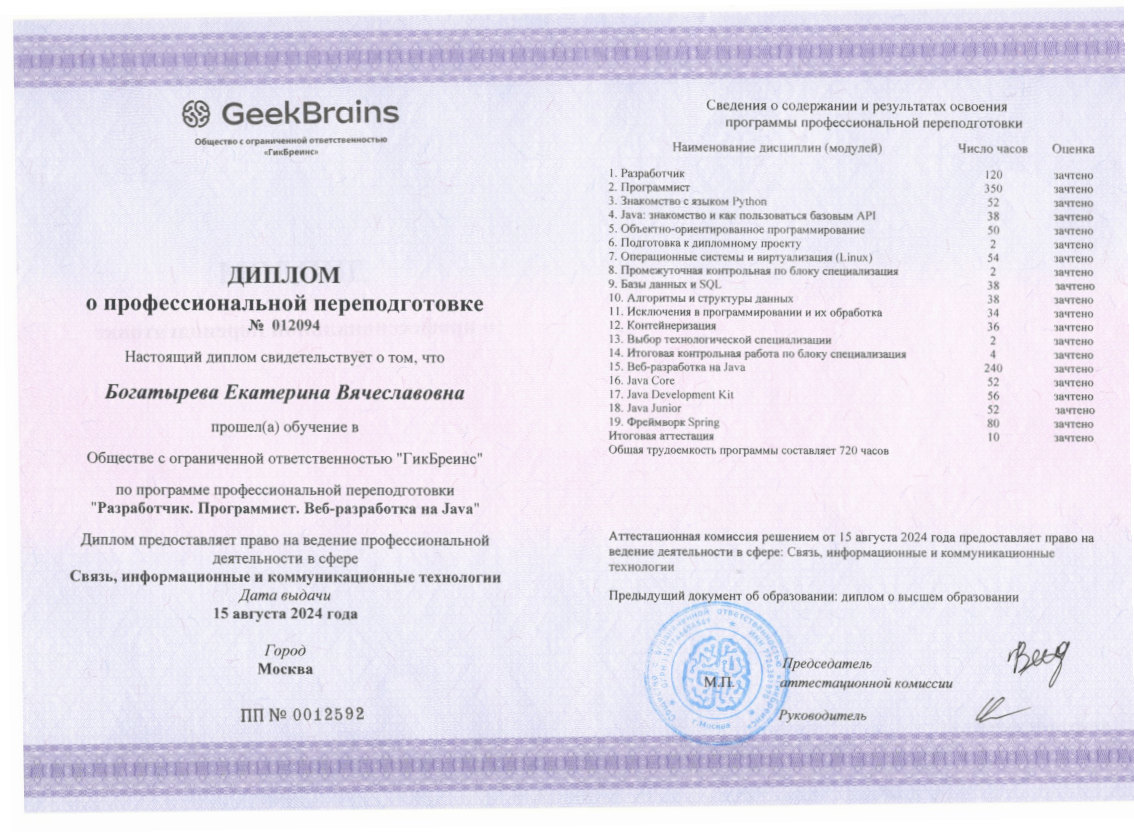 GeekBrains
Общество с ограниченной ответственностью
«ГикБреинс»
ДИПЛОМ
о профессиональной переподготовке
№ 012094
Настоящий диплом свидетельствует о том, что
Богатырева Екатерина Вячеславовна
прошел(а) обучение в
Обществе с ограниченной ответственностью "ГикБреинс"
по программе профессиональной переподготовки
"Разработчик. Программист. Веб-разработка на Java"
Диплом предоставляет право на ведение профессиональной
деятельности в сфере
Связь, информационные и коммуникационные технологии
Дата выдачи
15 августа 2024 года
Город
Москва
ПП № 0012592
Сведения о содержании и результатах освоения
программы профессиональной переподготовки
Наименование дисциплин (модулей) Число часов Оценка
1. Разработчик 120 зачтено
2. Программист 350 зачтено
3. Знакомство с языком Python 52 зачтено
4. Java: знакомство и как пользоваться базовым API 38 зачтено
5. Объектно-ориентированное программирование 50 зачтено
6. Подготовка к дипломному проекту 2 зачтено
7. Операционные системы и виртуализация (Linux) 54 зачтено
8. Промежуточная контрольная по блоку специализация 2 зачтено
9. Базы данных и SQL 38 зачтено
10. Алгоритмы и структуры данных 38 зачтено
11. Исключения в программировании и их обработка 34 зачтено
12. Контейнеризация 36 зачтено
13. Выбор технологической специализации 2 зачтено
14. Итоговая контрольная работа по блоку специализация 4 зачтено
15. Веб-разработка на Java 240 зачтено
16. Java Core 52 зачтено
17. Java Development Kit 56 зачтено
18. Java Junior 52 зачтено
19. Фреймворк Spring 80 зачтено
Итоговая аттестация 10 зачтено
Общая трудоемкость программы составляет 720 часов
Аттестационная комиссия решением от 15 августа 2024 года предоставляет право на
ведение деятельности в сфере: Связь, информационные и коммуникационные
технологии
Предыдущий документ об образовании: диплом о высшем образовании
Председатель
М.П. аттестационной комиссии
Руководитель
г. Москва